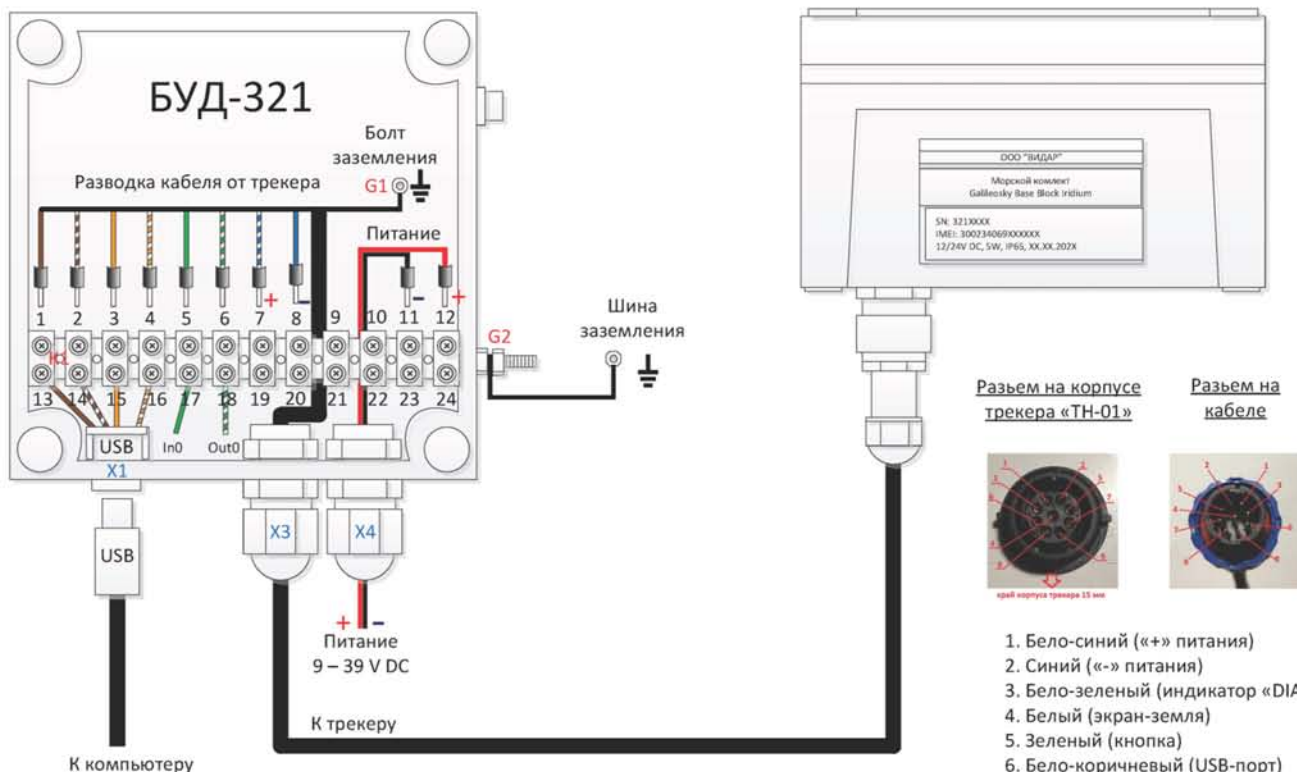 БУД-321
Болт
заземления
Разводка кабеля от трекера
G1
Питание
+
–
–
+
1 2 3 4 5 6 7 8 9 10 11 12
К1
13 14 15 16 17 18 19 20 21 22 23 24
G2
Шина
заземления
USB
In0
Out0
X1
X3
X4
USB
+ –
Питание
9 – 39 V DC
К трекеру
К компьютеру
ООО "ВИДАР"
Морской комлект
Galileosky Base Block Iridium
SN: 321XXXX
IMEI: 300234069XXXXXX
12/24V DC, 5W, IP65, XX.XX.202X
Разьем на корпусе
трекера «ТН-01»
Разьем на
кабеле
край корпуса трекера 15 мм
1. Бело-синий («+» питания)
2. Синий («-» питания)
3. Бело-зеленый (индикатор «DIA
4. Белый (экран-земля)
5. Зеленый (кнопка)
6. Бело-коричневый (USB-порт)